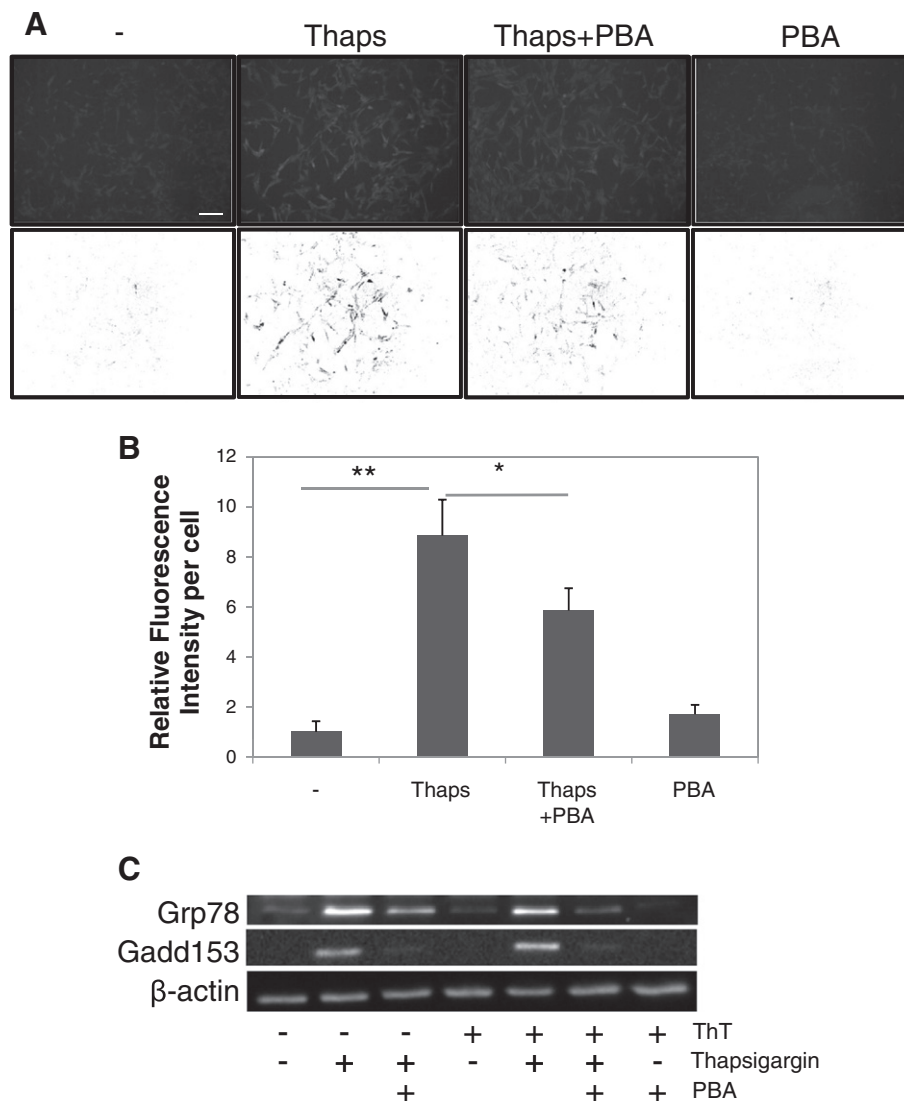 A
- Thaps Thaps+PBA PBA
B
Relative Fluorescence
Intensity per cell
12
10
8
6
4
2
0
** *
- Thaps Thaps PBA
+PBA
C
Grp78
Gadd153
β-actin
- - - + + + + ThT
- + + - + + - Thapsigargin
+ + + PBA